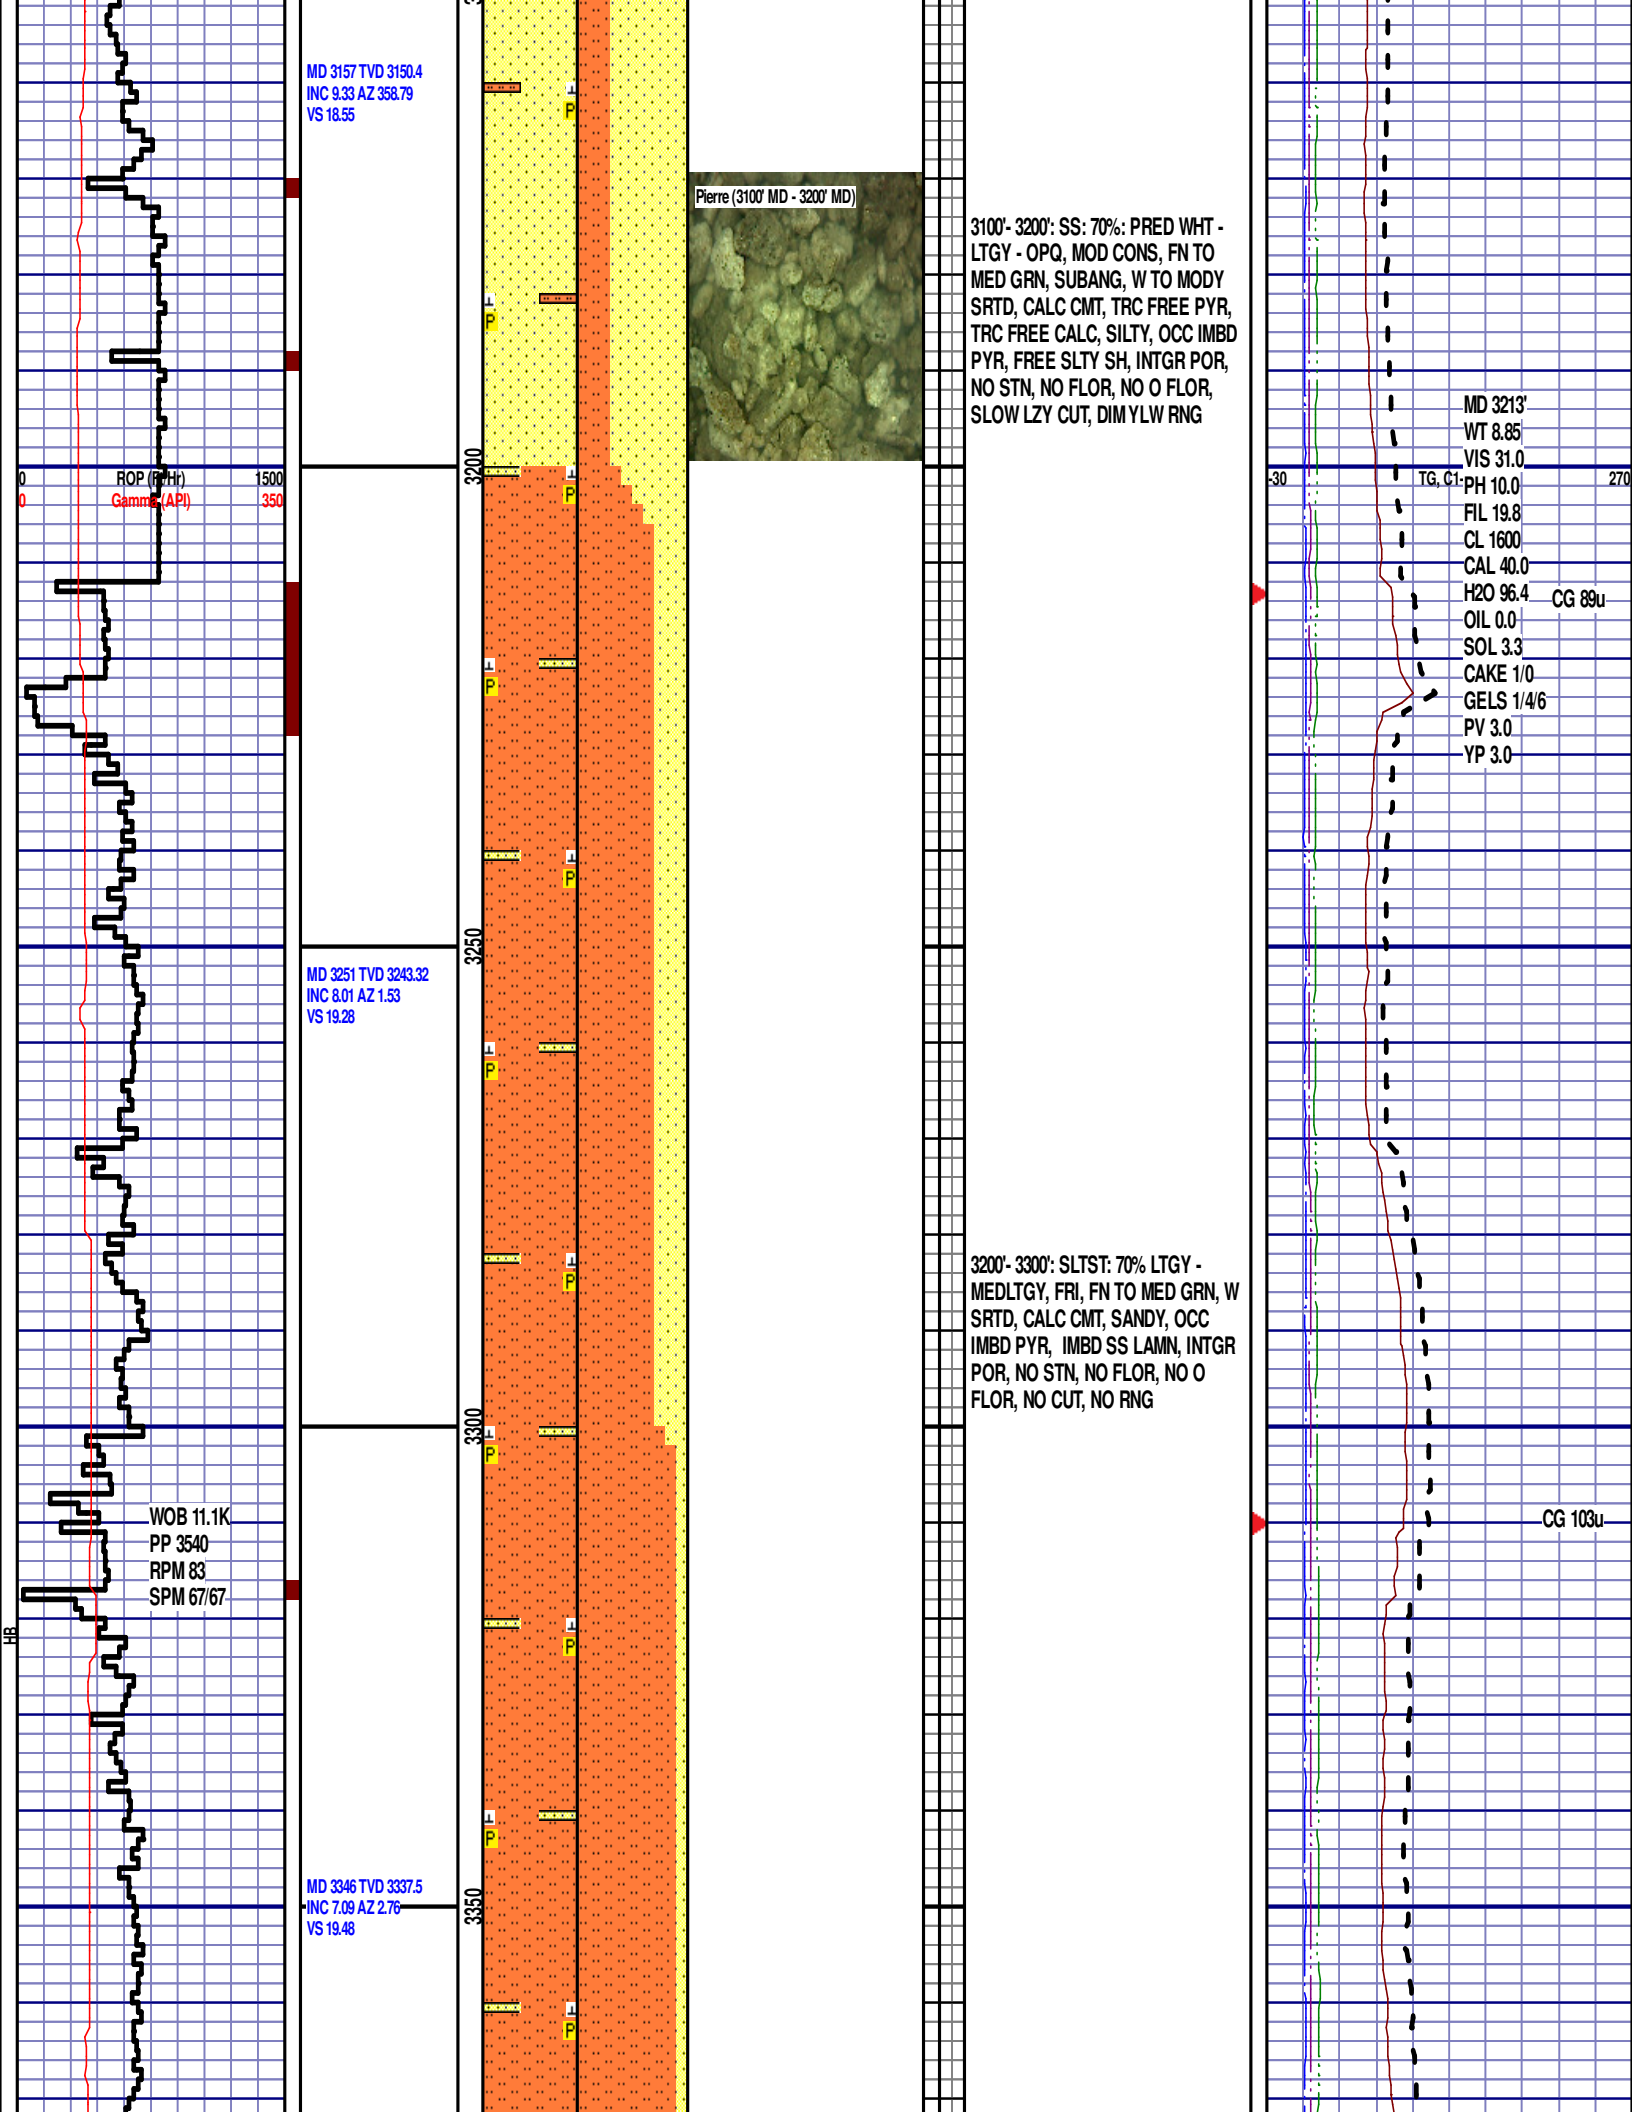 MD 3157 TVD 3150.4
INC 9.33 AZ 358.79
VS 18.55
Pierre (3100' MD - 3200' MD)
3100'- 3200': SS: 70%: PRED WHT -
LTGY - OPQ, MOD CONS, FN TO
MED GRN, SUBANG, W TO MODY
SRTD, CALC CMT, TRC FREE PYR,
TRC FREE CALC, SILTY, OCC IMBD
PYR, FREE SLTY SH, INTGR POR,
NO STN, NO FLOR, NO O FLOR,
SLOW LZY CUT, DIM YLW RNG
MD 3213'
WT 8.85
VIS 31.0
PH 10.0
FIL 19.8
CL 1600
CAL 40.0
H2O 96.4
OIL 0.0
SOL 3.3
CAKE 1/0
GELS 1/4/6
PV 3.0
YP 3.0
0 ROP (Ft/Hr) 1500
0 Gamma (API) 350
3200
-30 TG, C1- 270
CG 89u
P
P
P
P
P
P
P
P
P
P
P
3250
MD 3251 TVD 3243.32
INC 8.01 AZ 1.53
VS 19.28
3200'- 3300': SLTST: 70% LTGY -
MEDLTGY, FRI, FN TO MED GRN, W
SRTD, CALC CMT, SANDY, OCC
IMBD PYR, IMBD SS LAMN, INTGR
POR, NO STN, NO FLOR, NO O
FLOR, NO CUT, NO RNG
3300
WOB 11.1K
PP 3540
RPM 83
SPM 67/67
CG 103u
HB
MD 3346 TVD 3337.5
INC 7.09 AZ 2.76
VS 19.48
3350